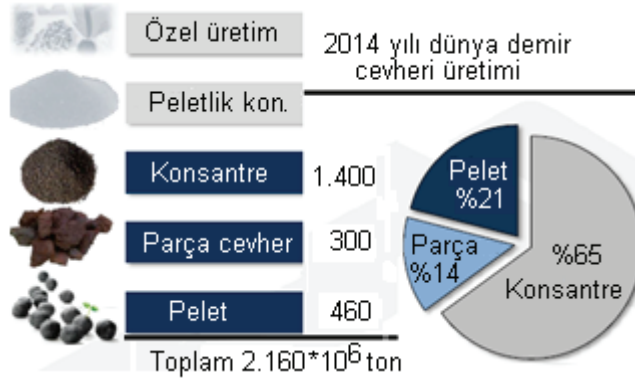 Özel üretim
Peletlik kon.
Konsantre 1.400
Parça cevher 300
Pelet 460
Toplam 2.160*10⁶ ton
2014 yılı dünya demir
cevheri üretimi
Pelet
%21
Parça
%14
%65
Konsantre